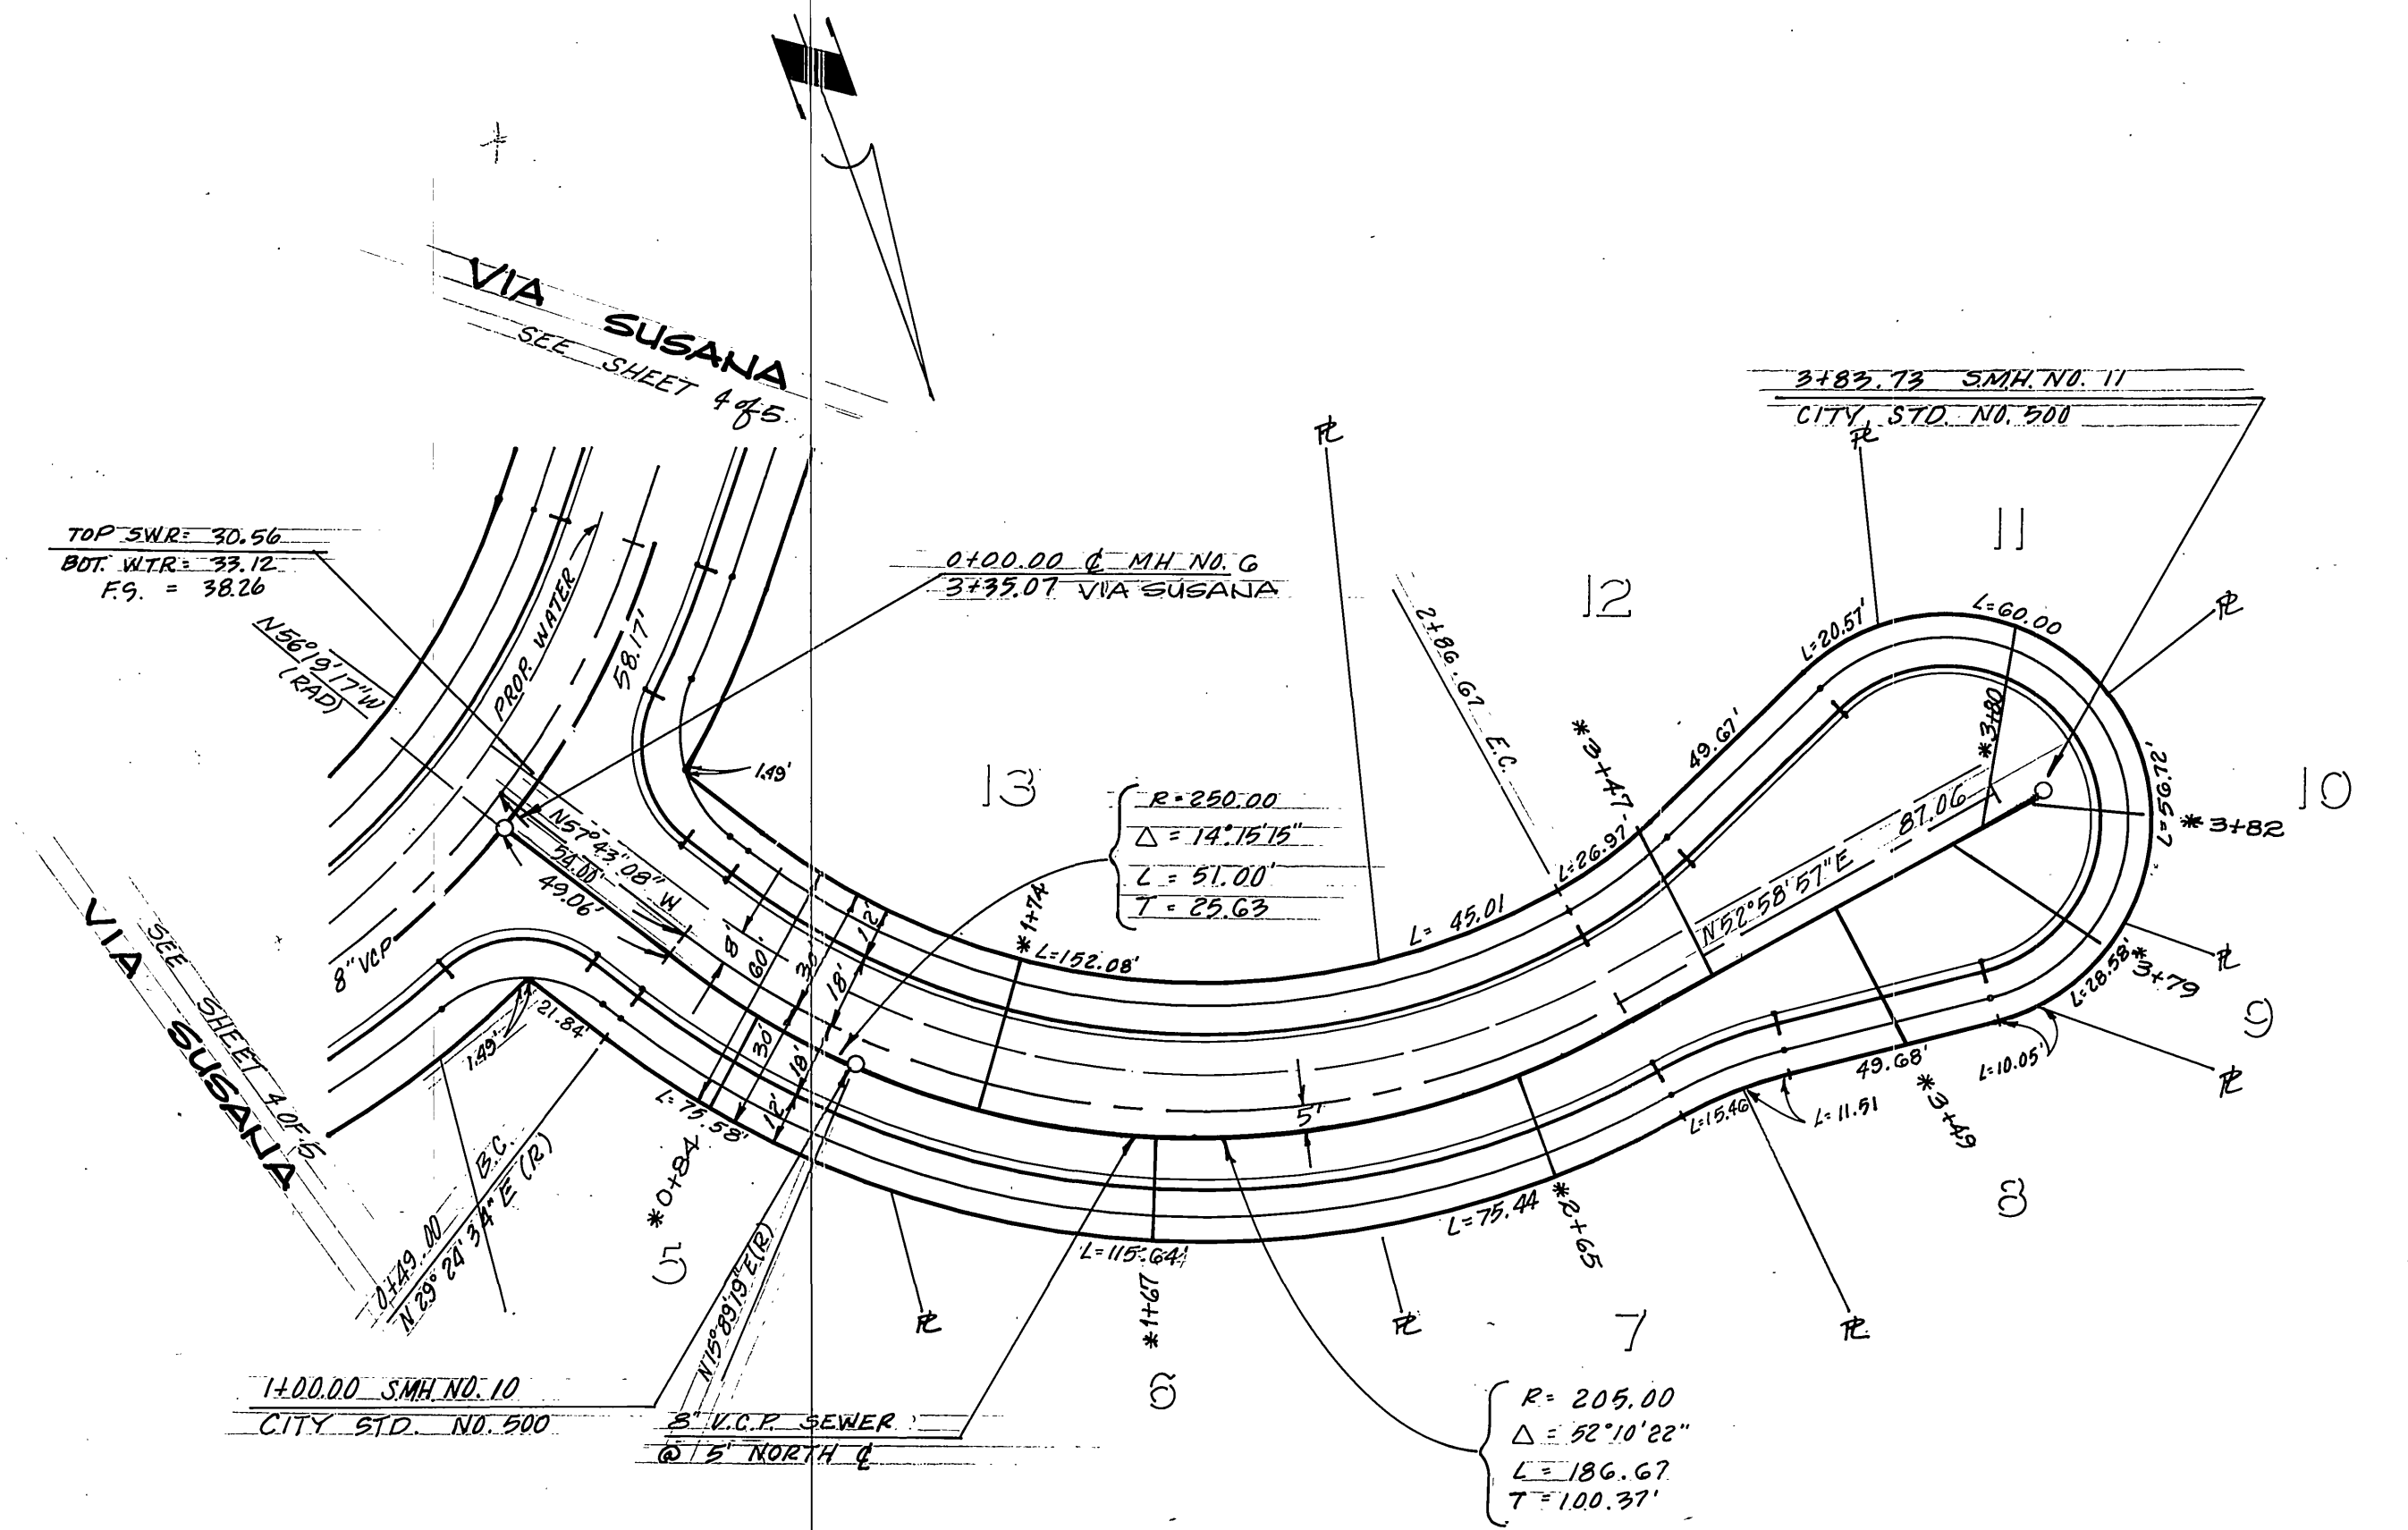 VIA SUSANA
SEE SHEET 4 of 5
3+83.73 S.M.H. NO. 11
CITY STD. NO. 500
℄
℄
11
TOP SWR= 30.56
BOT. WTR= 33.12
F.S. = 38.26
N56°19'17"W
(RAD)
PROP. WATER
558.17'
0+00.00 ℄ MH NO. 6
3+35.07 VIA SUSANA
12
2+86.67 E.C.
*3+47
L=20.57'
L=60.00
℄
49.67'
*3+80
L=56.72'
10
*3+82
13
1.49'
R=250.00
Δ = 14°15'15"
L = 51.00'
T = 25.63
N57°43'08" W
54.00'
49.06'
8" VCP
L=26.97'
L= 45.01
N52°58'57"E
87.06
*1+74
L=152.08'
8'
60'
30'
12'
18'
30'
18'
12'
5'
℄
*3+79
L=28.58'
9
L=10.05'
℄
49.68'
*3+49
L=11.51
L=15.46
8
VIA SUSANA
SEE SHEET 4 OF 5
1.49'
21.84'
L=75.58'
*0+84
0+49.00 B.C.
N29°24'34"E (R)
5
N15°89'19"E(R)
℄
L=115.64'
*1+67
6
L=75.44
*2+65
℄
7
℄
1+00.00 SMH NO. 10
CITY STD. NO. 500
8" V.C.P. SEWER
@ 5' NORTH ℄
R= 205.00
Δ = 52°10'22"
L = 186.67
T = 100.37'